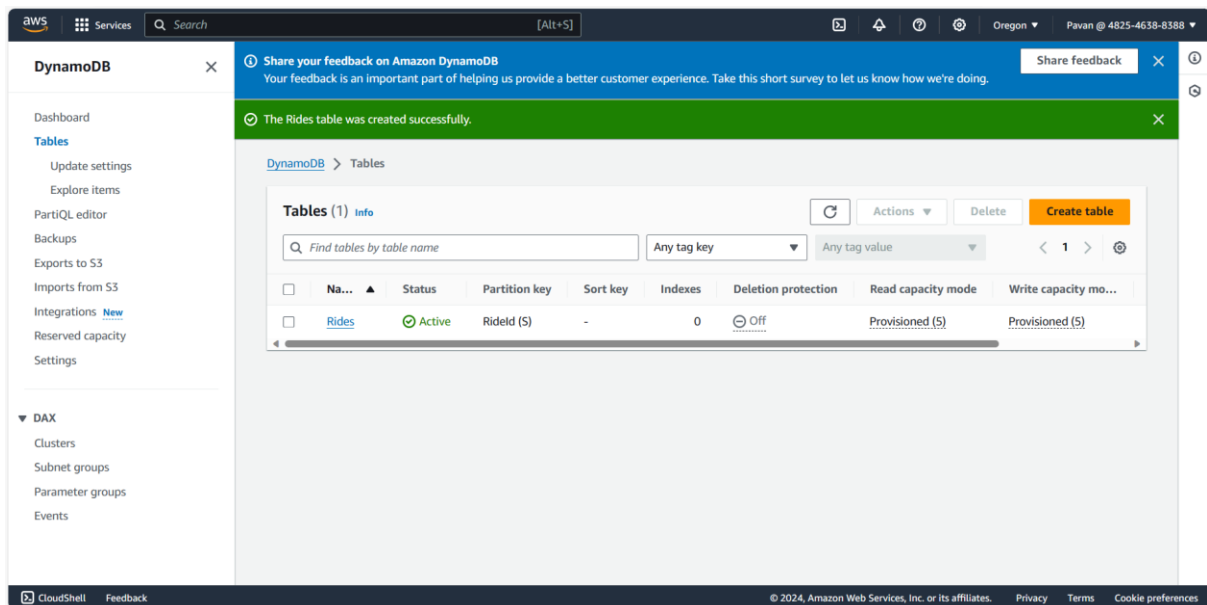 aws
Services
Search
[Alt+S]
Oregon ▼
Pavan @ 4825-4638-8388 ▼
DynamoDB
Dashboard
Tables
Update settings
Explore items
PartiQL editor
Backups
Exports to S3
Imports from S3
Integrations New
Reserved capacity
Settings
▼ DAX
Clusters
Subnet groups
Parameter groups
Events
Share your feedback on Amazon DynamoDB
Your feedback is an important part of helping us provide a better customer experience. Take this short survey to let us know how we're doing.
Share feedback
The Rides table was created successfully.
DynamoDB > Tables
Tables (1) Info
Actions ▼
Delete
Create table
Find tables by table name
Any tag key ▼
Any tag value ▼
< 1 >
Na... ▲ Status Partition key Sort key Indexes Deletion protection Read capacity mode Write capacity mo...
Rides Active RideId (S) - 0 Off Provisioned (5) Provisioned (5)
CloudShell Feedback
© 2024, Amazon Web Services, Inc. or its affiliates. Privacy Terms Cookie preferences